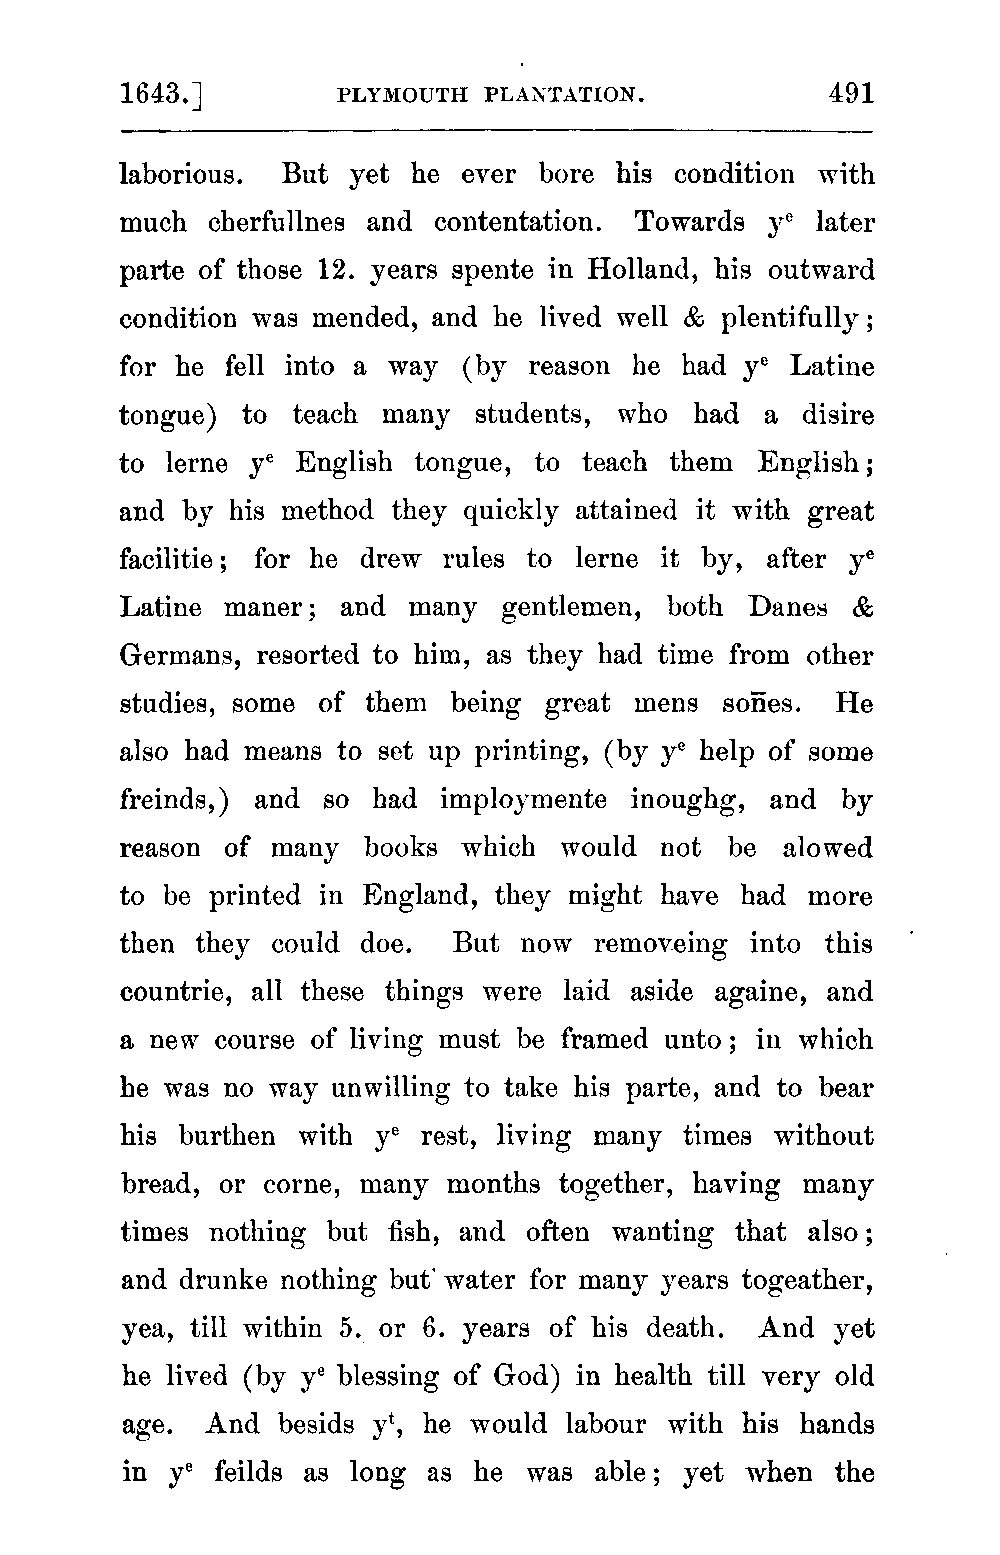 1643.] PLYMOUTH PLANTATION. 491
laborious. But yet he ever bore his condition with
much cherfullnes and contentation. Towards yᵉ later
parte of those 12. years spente in Holland, his outward
condition was mended, and he lived well & plentifully;
for he fell into a way (by reason he had yᵉ Latine
tongue) to teach many students, who had a disire
to lerne yᵉ English tongue, to teach them English;
and by his method they quickly attained it with great
facilitie; for he drew rules to lerne it by, after yᵉ
Latine maner; and many gentlemen, both Danes &
Germans, resorted to him, as they had time from other
studies, some of them being great mens son̄es. He
also had means to set up printing, (by yᵉ help of some
freinds,) and so had imploymente inoughg, and by
reason of many books which would not be alowed
to be printed in England, they might have had more
then they could doe. But now removeing into this
countrie, all these things were laid aside againe, and
a new course of living must be framed unto; in which
he was no way unwilling to take his parte, and to bear
his burthen with yᵉ rest, living many times without
bread, or corne, many months together, having many
times nothing but fish, and often wanting that also;
and drunke nothing but water for many years togeather,
yea, till within 5. or 6. years of his death. And yet
he lived (by yᵉ blessing of God) in health till very old
age. And besids yᵗ, he would labour with his hands
in yᵉ feilds as long as he was able; yet when the